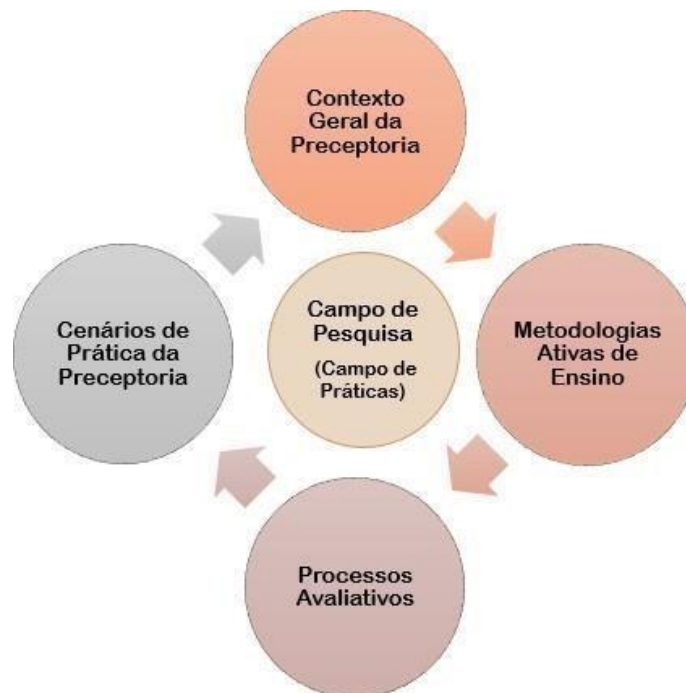 Contexto
Geral da
Preceptoria
Cenários de
Prática da
Preceptoria
Campo de
Pesquisa
(Campo de
Práticas)
Metodologias
Ativas de
Ensino
Processos
Avaliativos